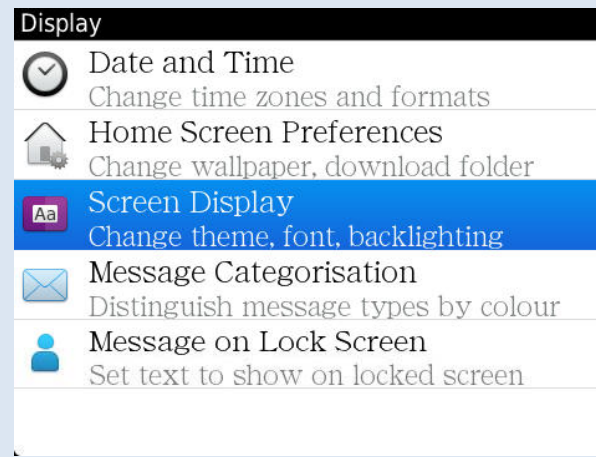 Display
Date and Time
Change time zones and formats
Home Screen Preferences
Change wallpaper, download folder
Aa
Screen Display
Change theme, font, backlighting
Message Categorisation
Distinguish message types by colour
Message on Lock Screen
Set text to show on locked screen